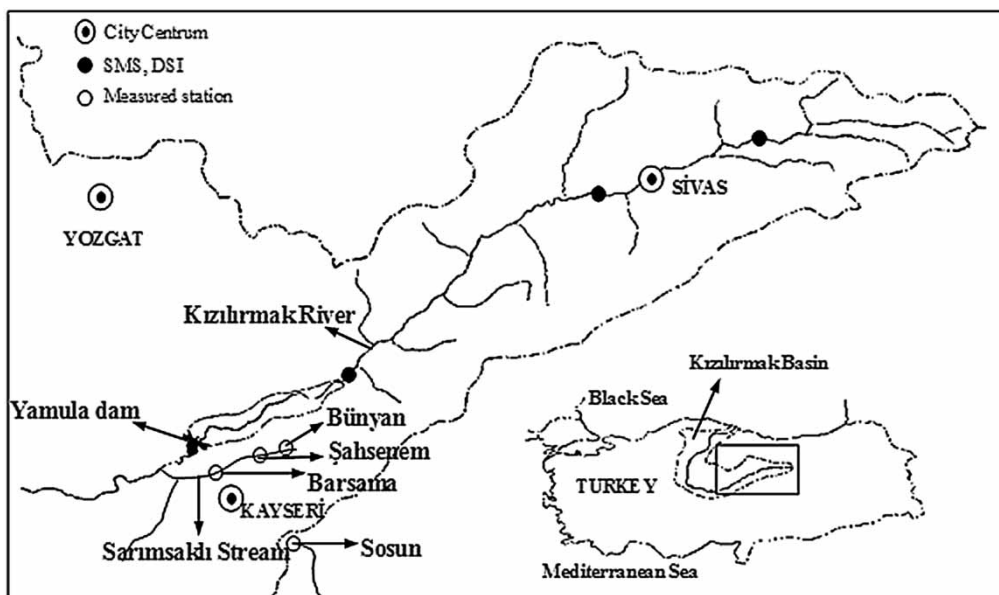 City Centrum
SMS, DSI
Measured station
YOZGAT
SİVAS
Kızılırmak River
Kızılırmak Basin
Black Sea
Yamula dam
Bünyan
Şahsenem
Barsama
TURKEY
KAYSERİ
Sarımsaklı Stream
Sosun
Mediterranean Sea